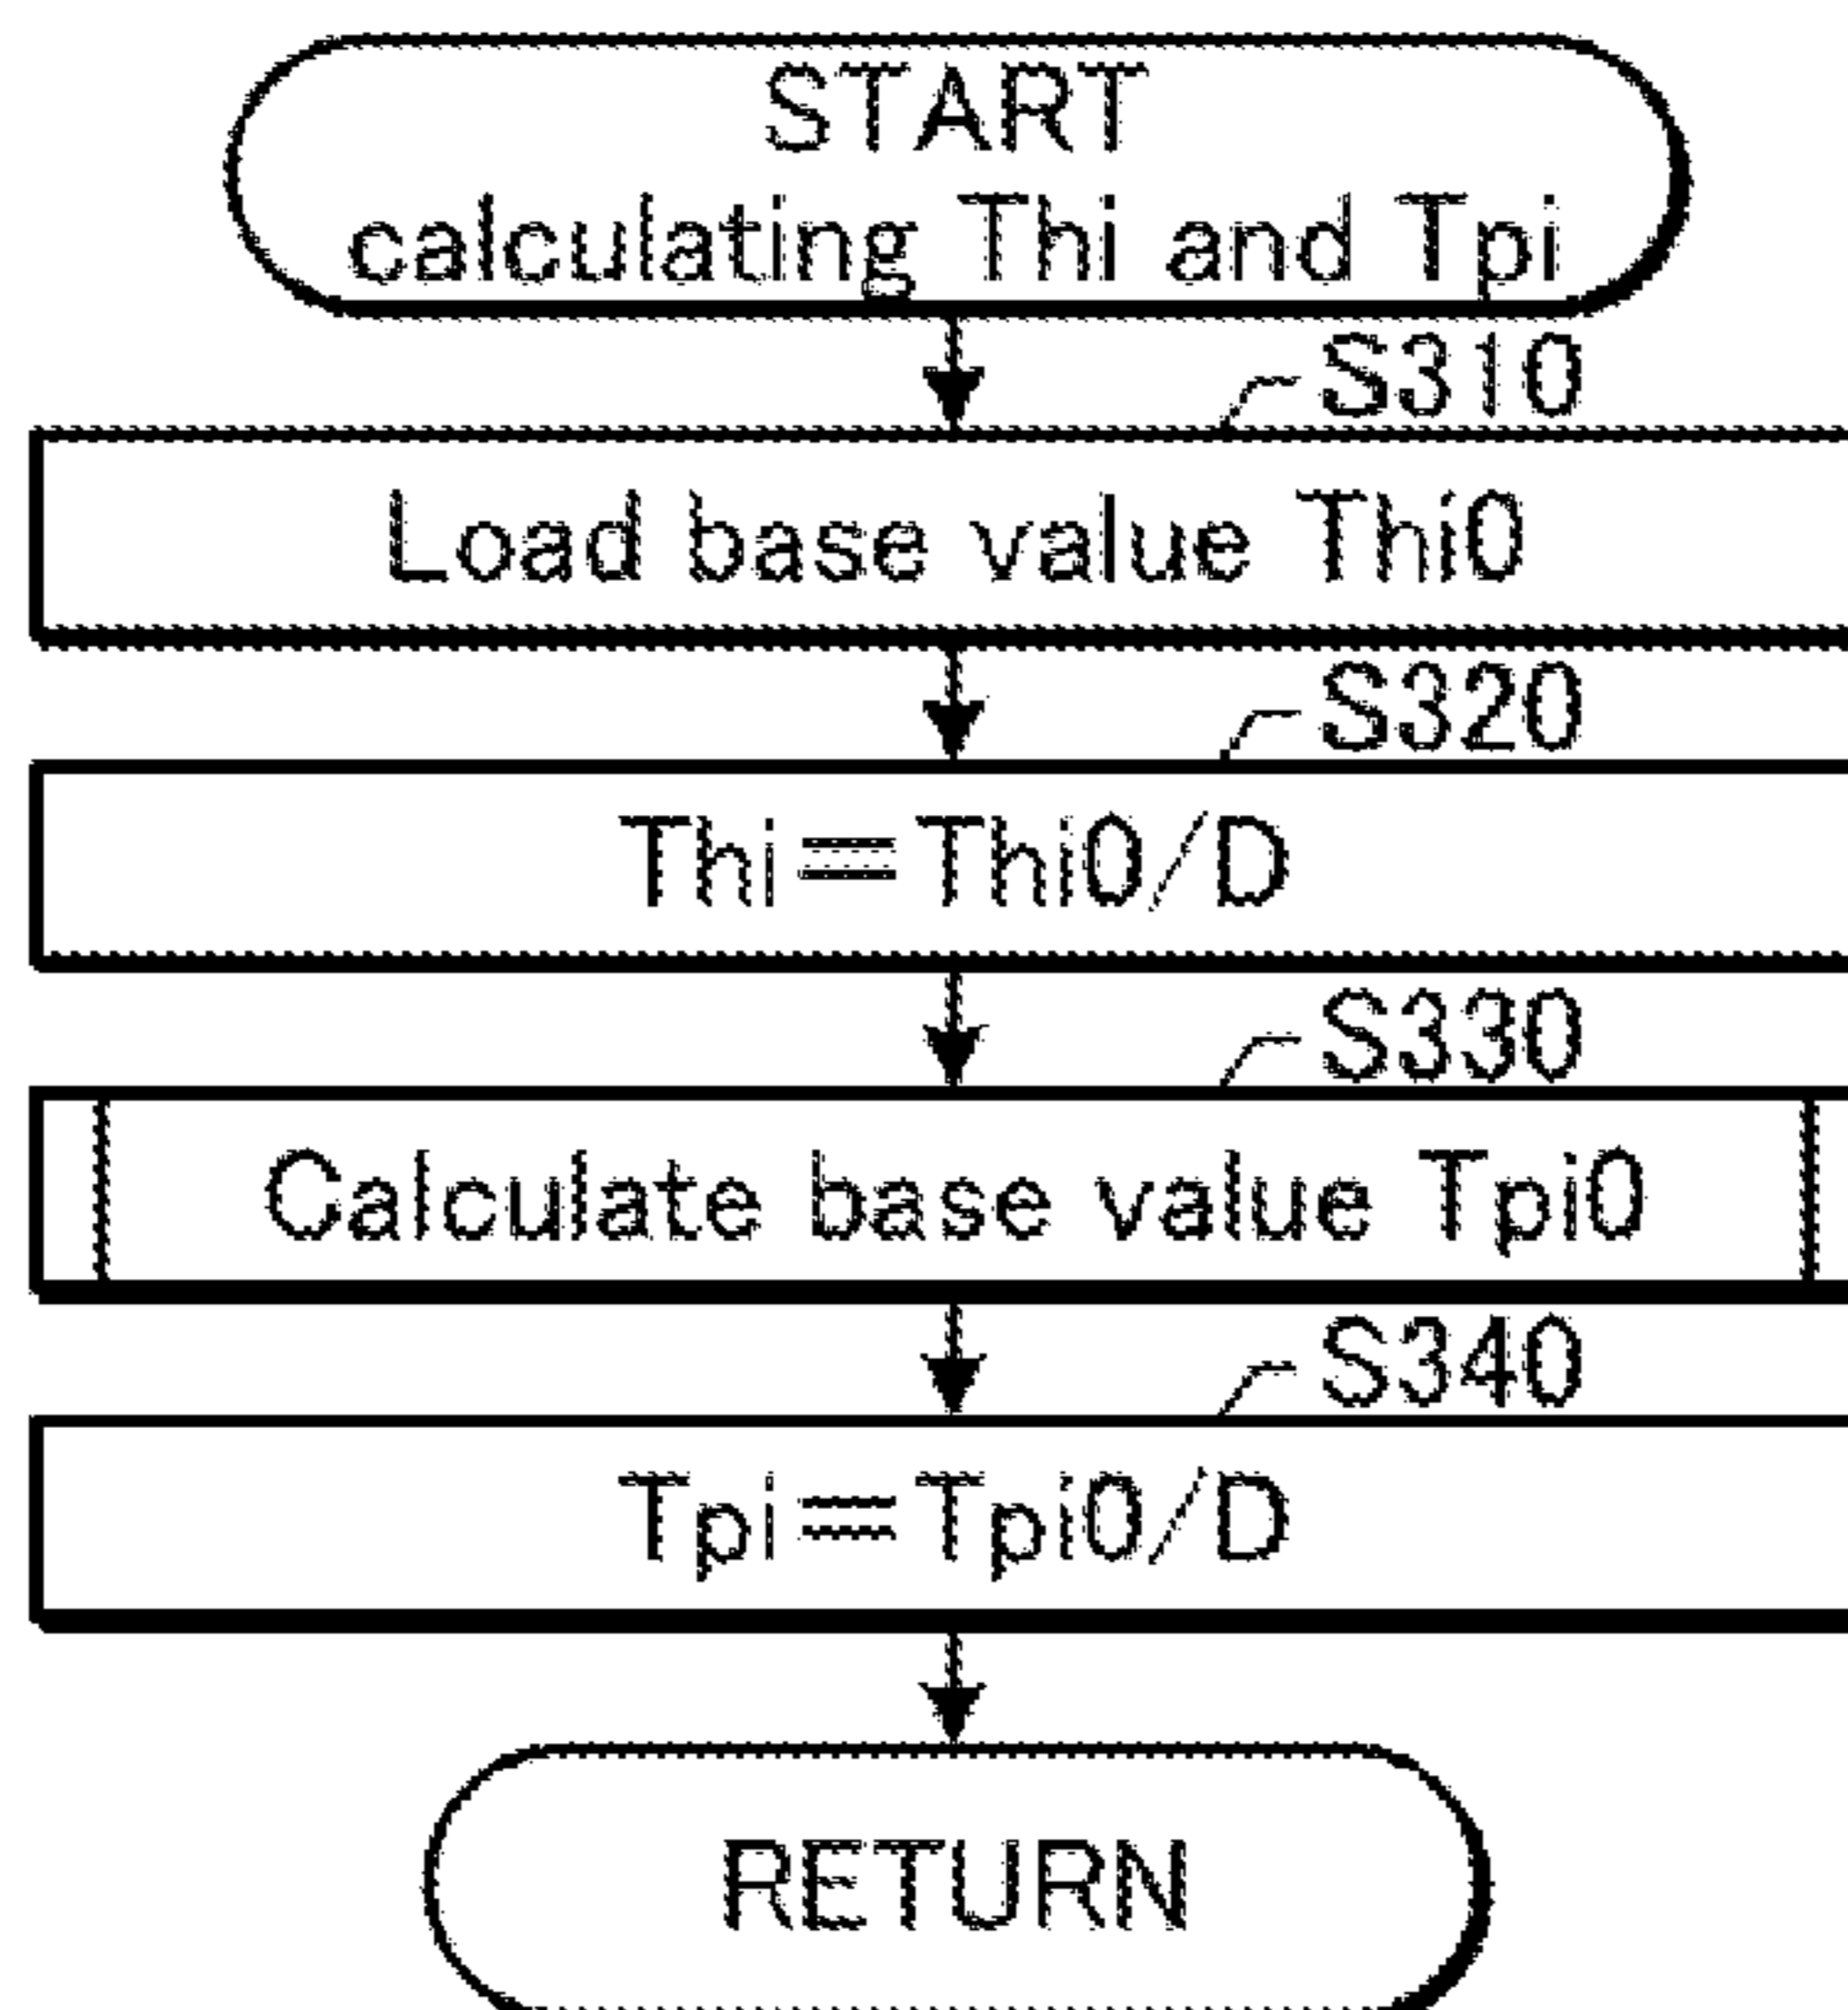 START
calculating Thi and Tpi
S310
Load base value Thi0
S320
Thi=Thi0/D
S330
Calculate base value Tpi0
S340
Tpi=Tpi0/D
RETURN